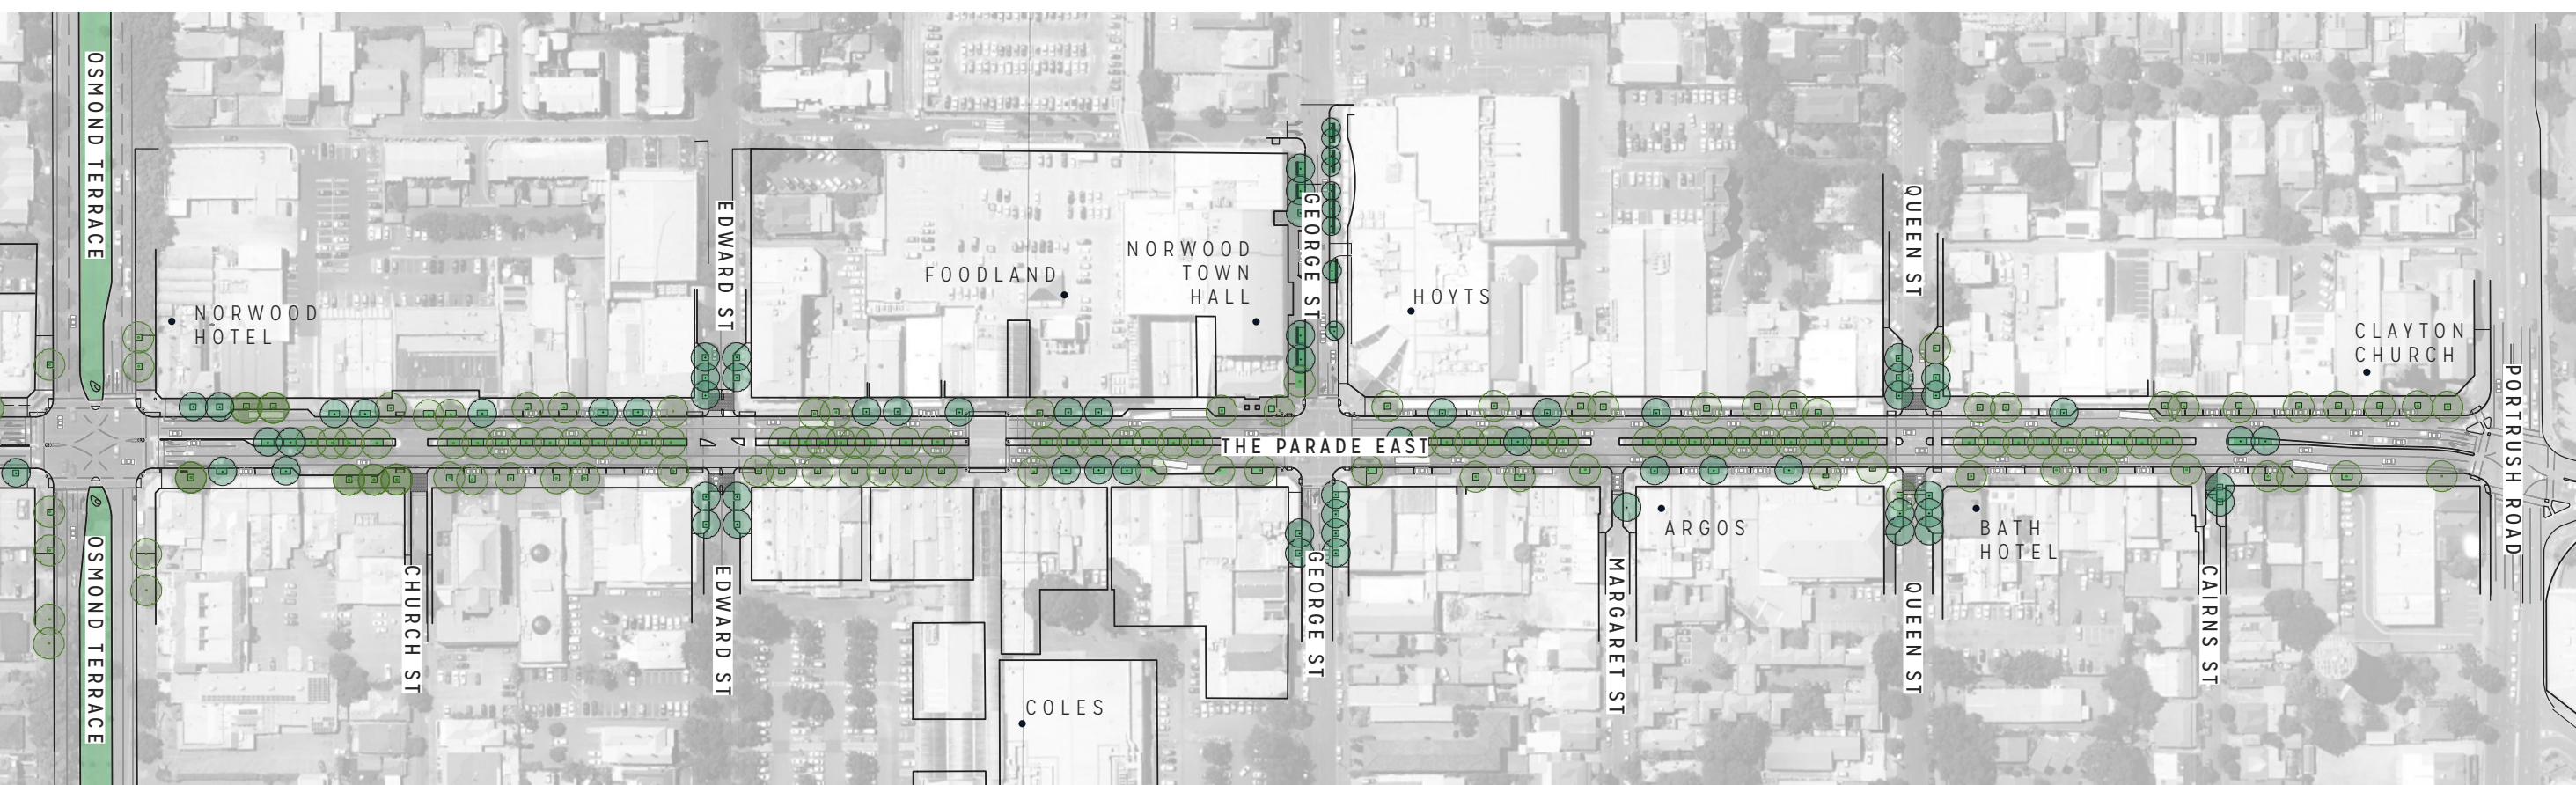 OSMOND TERRACE
NORWOOD
HOTEL
EDWARD ST
FOODLAND
NORWOOD
TOWN
HALL
GEORGE ST
HOYTS
QUEEN ST
CLAYTON
CHURCH
PORTRUSH ROAD
THE PARADE EAST
OSMOND TERRACE
CHURCH ST
EDWARD ST
COLES
GEORGE ST
MARGARET ST
ARGOS
QUEEN ST
BATH
HOTEL
CAIRNS ST